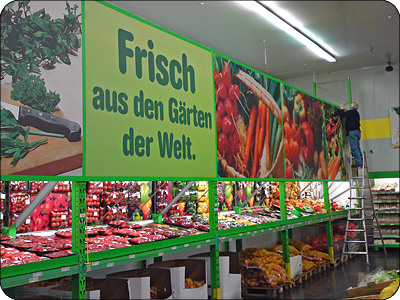 Frisch
aus den Gärten
der Welt.